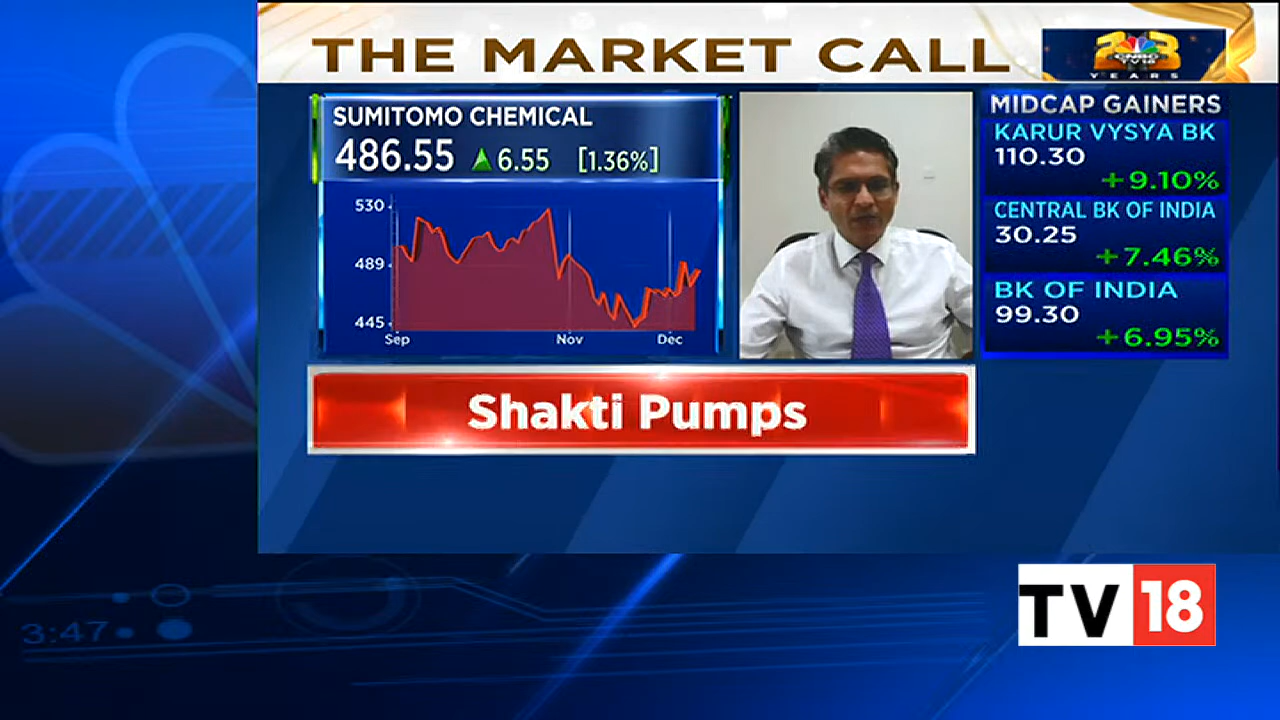 THE MARKET CALL
23
YEARS
SUMITOMO CHEMICAL
486.55 ▲ 6.55 [1.36%]
530
489
445
Sep Nov Dec
MIDCAP GAINERS
KARUR VYSYA BK
110.30
+9.10%
CENTRAL BK OF INDIA
30.25
+7.46%
BK OF INDIA
99.30
+6.95%
Shakti Pumps
3:47
TV18